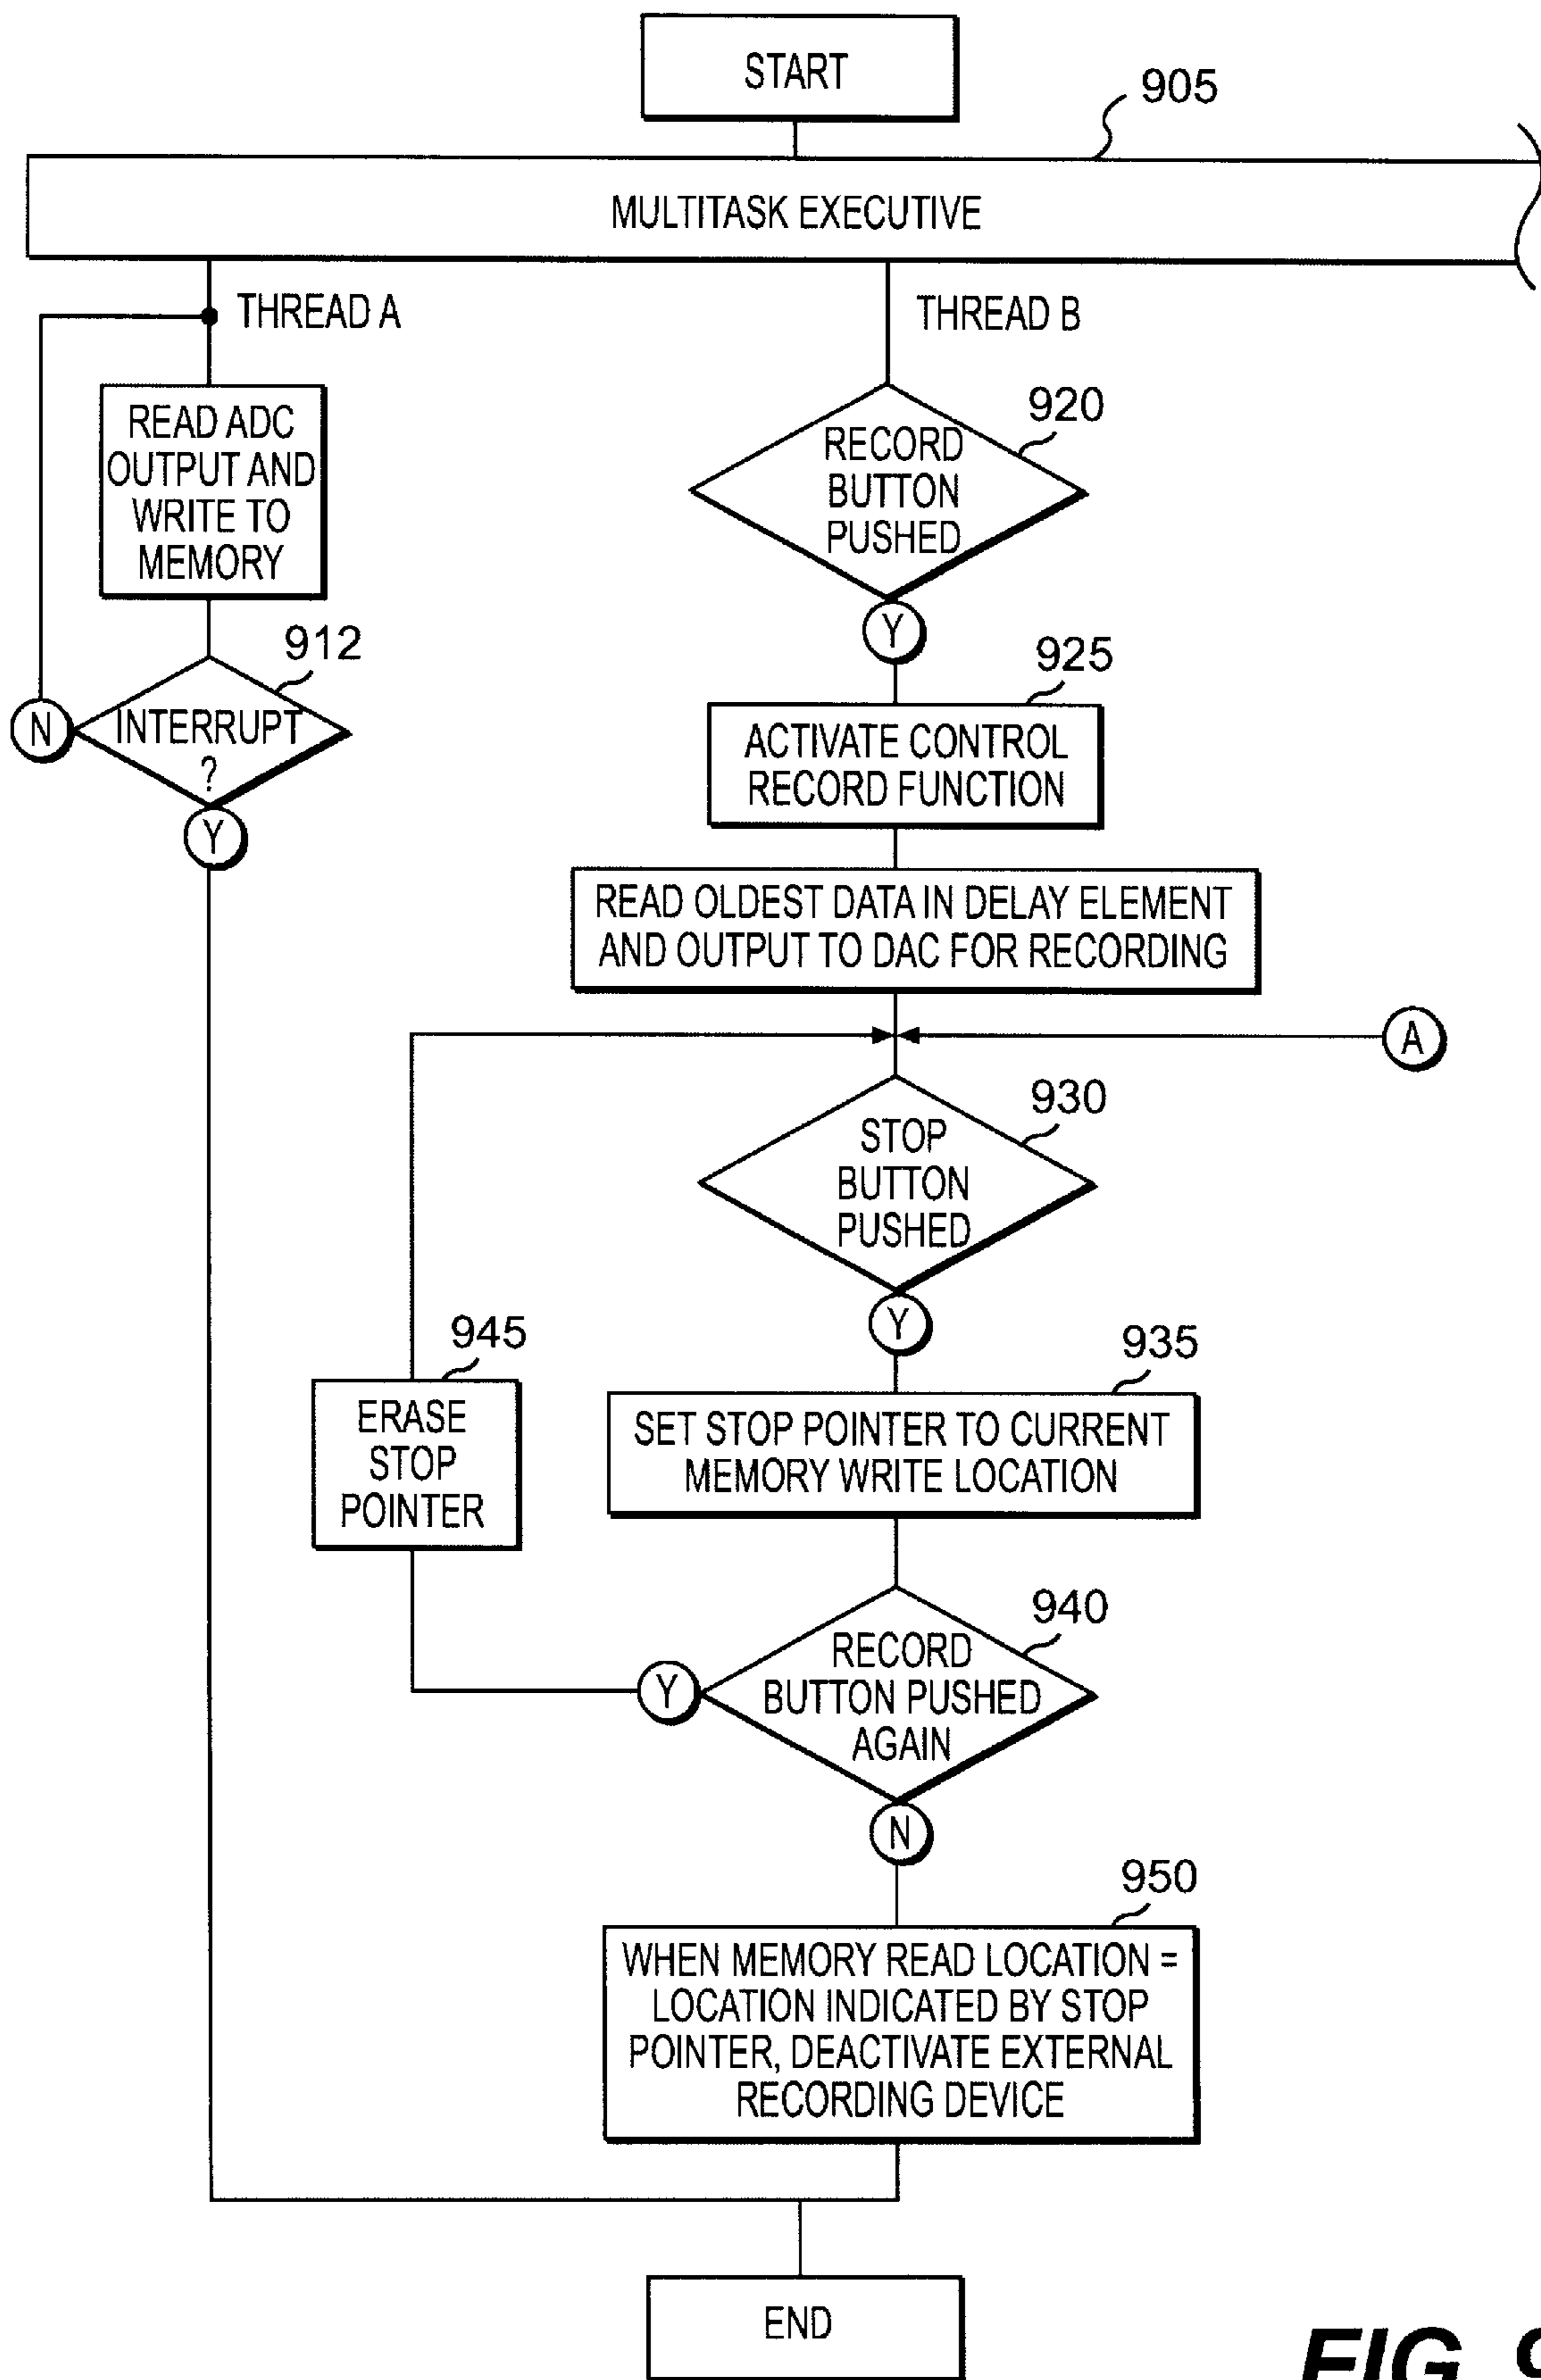 START
905
MULTITASK EXECUTIVE
THREAD A
THREAD B
READ ADC
OUTPUT AND
WRITE TO
MEMORY
920
RECORD
BUTTON
PUSHED
Y
912
INTERRUPT
?
N
Y
925
ACTIVATE CONTROL
RECORD FUNCTION
READ OLDEST DATA IN DELAY ELEMENT
AND OUTPUT TO DAC FOR RECORDING
A
930
STOP
BUTTON
PUSHED
Y
945
ERASE
STOP
POINTER
935
SET STOP POINTER TO CURRENT
MEMORY WRITE LOCATION
940
RECORD
BUTTON PUSHED
AGAIN
Y
N
950
WHEN MEMORY READ LOCATION =
LOCATION INDICATED BY STOP
POINTER, DEACTIVATE EXTERNAL
RECORDING DEVICE
END
FIG. 9